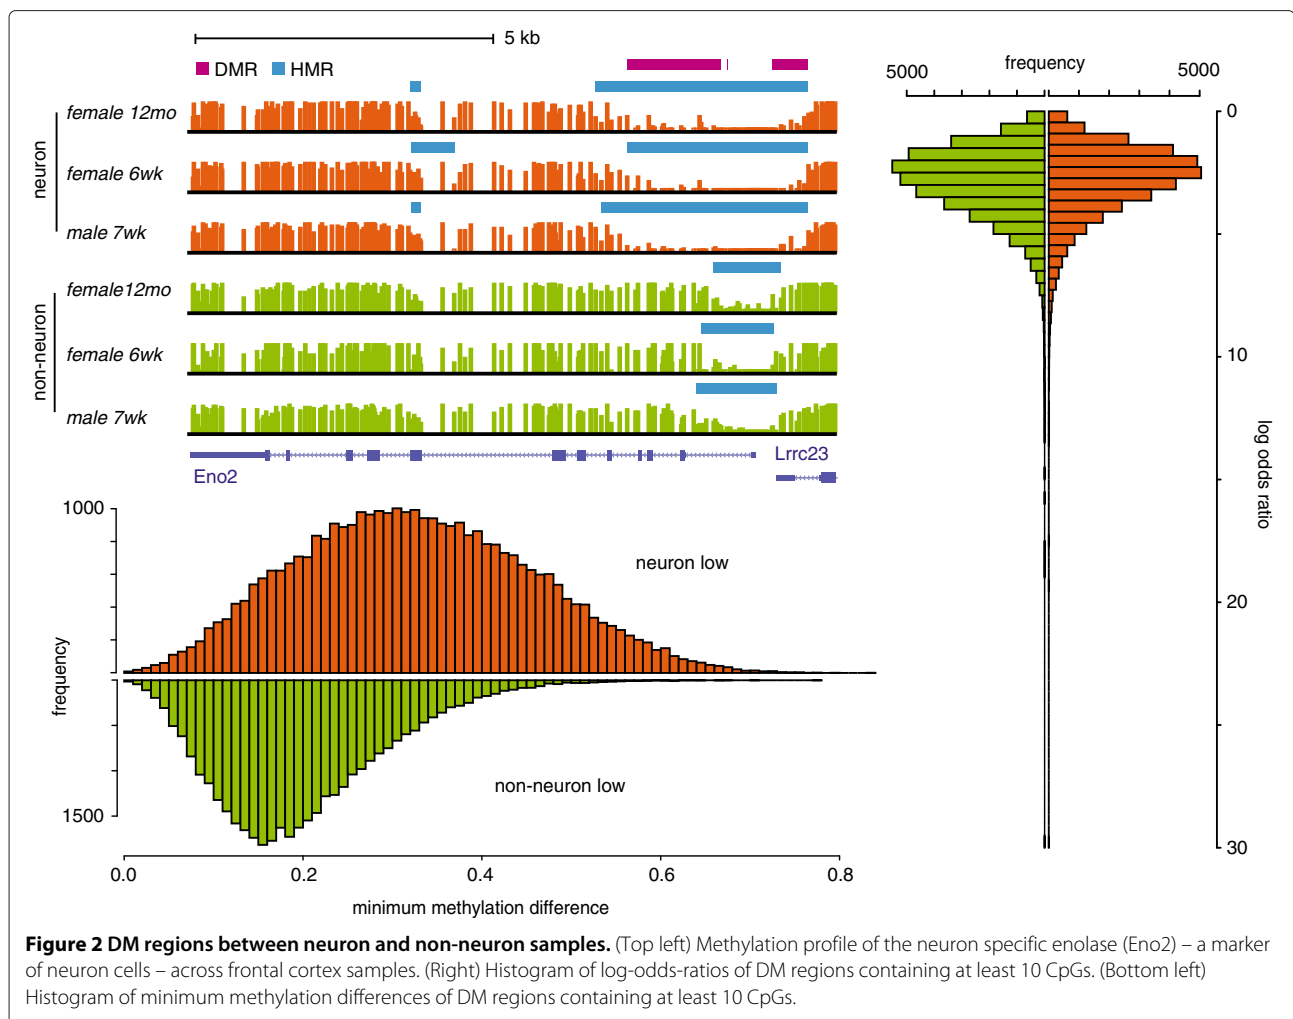 5 kb
DMR HMR
neuron
female 12mo
female 6wk
male 7wk
non-neuron
female12mo
female 6wk
male 7wk
Eno2
Lrrc23
frequency
5000 5000
0
10
20
30
log odds ratio
1000
neuron low
frequency
non-neuron low
1500
0.0 0.2 0.4 0.6 0.8
minimum methylation difference
Figure 2 DM regions between neuron and non-neuron samples. (Top left) Methylation profile of the neuron specific enolase (Eno2) – a marker
of neuron cells – across frontal cortex samples. (Right) Histogram of log-odds-ratios of DM regions containing at least 10 CpGs. (Bottom left)
Histogram of minimum methylation differences of DM regions containing at least 10 CpGs.